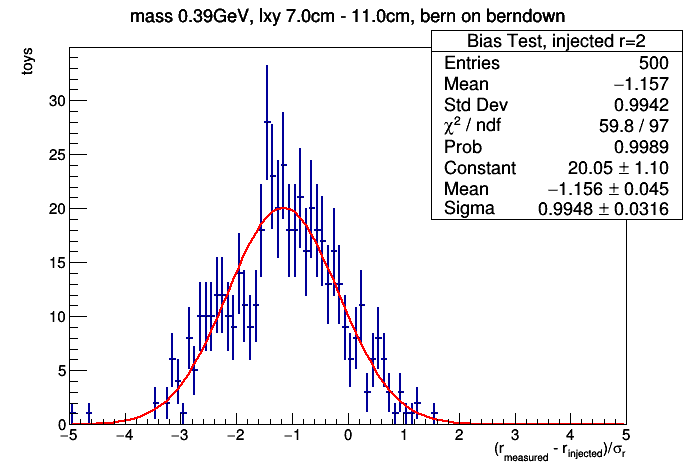 mass 0.39GeV, lxy 7.0cm - 11.0cm, bern on berndown
toys
Bias Test, injected r=2
Entries 500
Mean −1.157
Std Dev 0.9942
χ² / ndf 59.8 / 97
Prob 0.9989
Constant 20.05 ± 1.10
Mean −1.156 ± 0.045
Sigma 0.9948 ± 0.0316
30
25
20
15
10
5
0
−5 −4 −3 −2 −1 0 1 2 3 4 5
(r_measured - r_injected)/σ_r